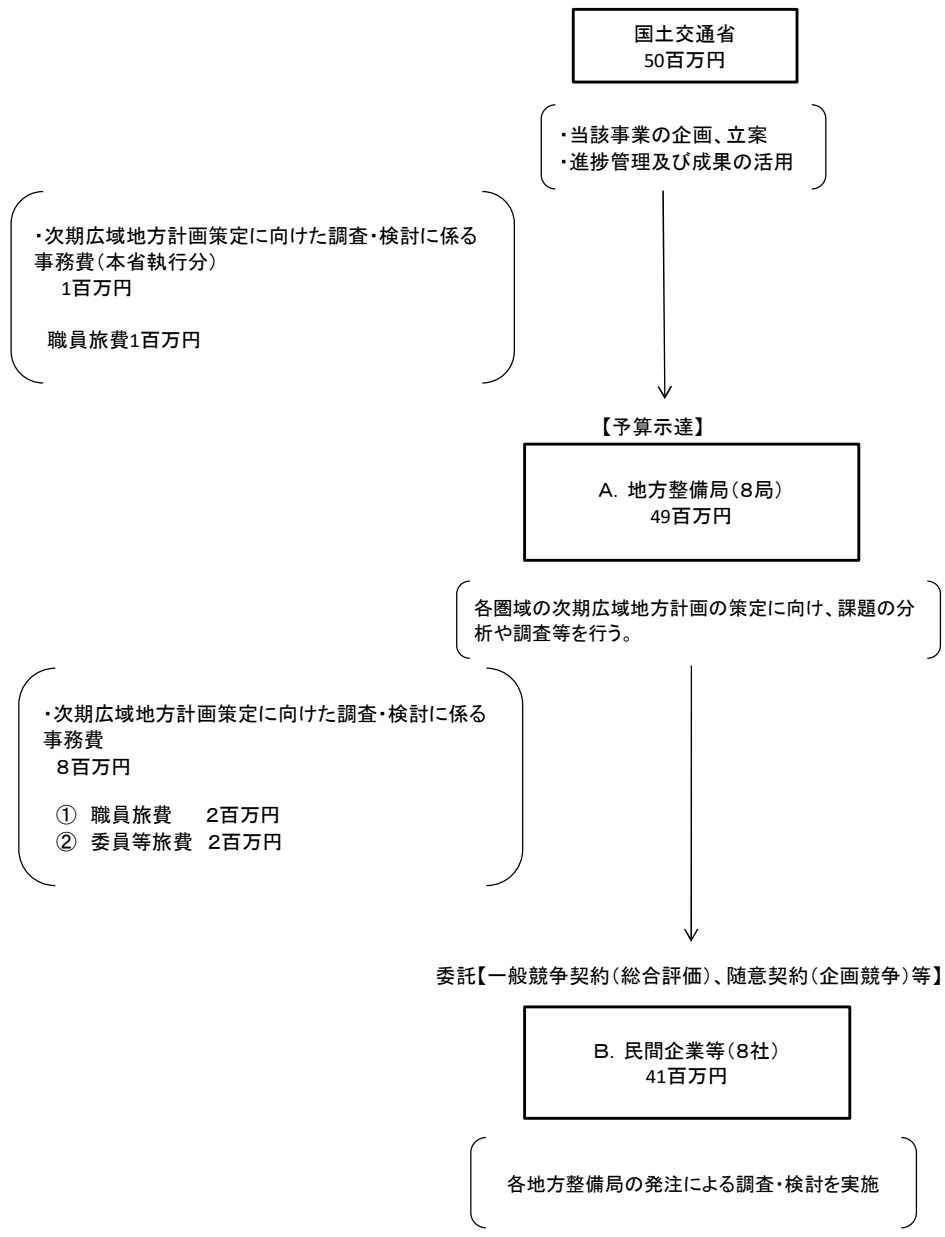 国土交通省
50百万円
・当該事業の企画、立案
・進捗管理及び成果の活用
・次期広域地方計画策定に向けた調査・検討に係る
事務費(本省執行分)
1百万円
職員旅費1百万円
【予算示達】
A. 地方整備局(8局)
49百万円
各圏域の次期広域地方計画の策定に向け、課題の分
析や調査等を行う。
・次期広域地方計画策定に向けた調査・検討に係る
事務費
8百万円
① 職員旅費 2百万円
② 委員等旅費 2百万円
委託【一般競争契約(総合評価)、随意契約(企画競争)等】
B. 民間企業等(8社)
41百万円
各地方整備局の発注による調査・検討を実施